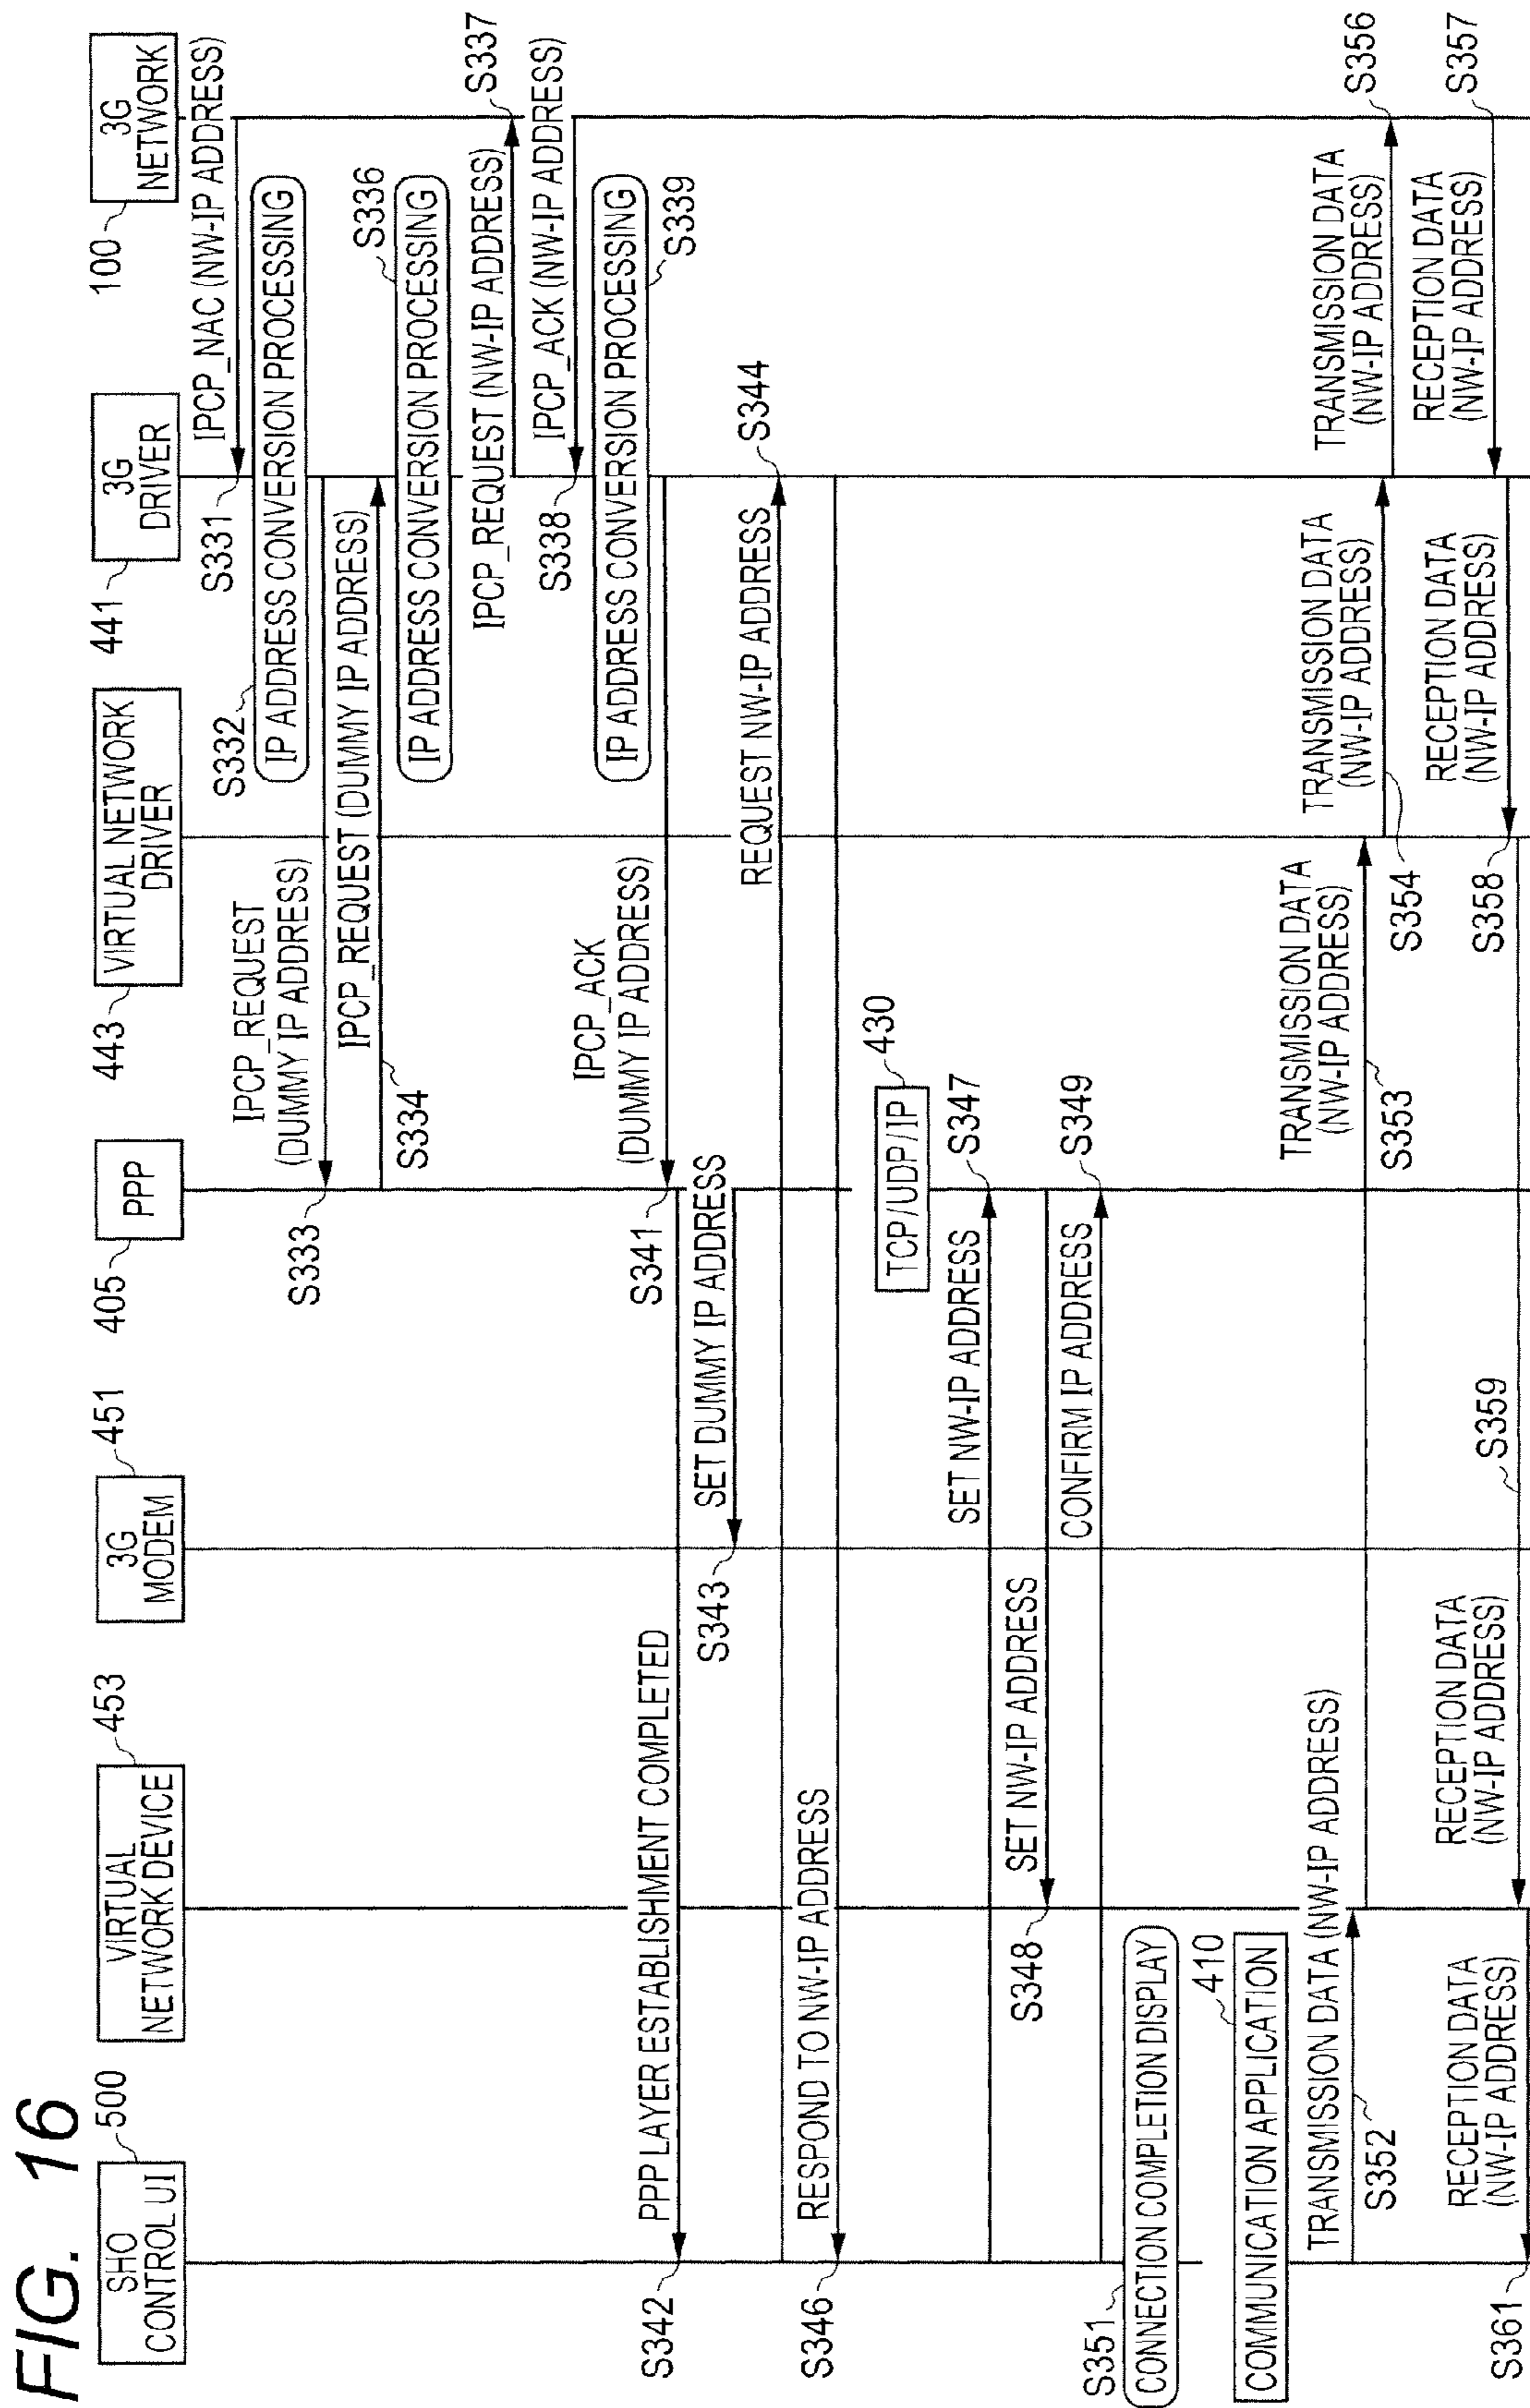 FIG. 16
500
SHO
CONTROL UI
453
VIRTUAL
NETWORK DEVICE
451
3G
MODEM
405
PPP
443
VIRTUAL NETWORK
DRIVER
441
3G
DRIVER
100
3G
NETWORK
IPCP_NAC (NW-IP ADDRESS)
S331
S332
IP ADDRESS CONVERSION PROCESSING
IPCP_REQUEST
(DUMMY IP ADDRESS)
S333
IPCP_REQUEST (DUMMY IP ADDRESS)
S334
S336
IP ADDRESS CONVERSION PROCESSING
IPCP_REQUEST (NW-IP ADDRESS)
S337
IPCP_ACK (NW-IP ADDRESS)
S338
IP ADDRESS CONVERSION PROCESSING
S339
IPCP_ACK
(DUMMY IP ADDRESS)
S341
PPP LAYER ESTABLISHMENT COMPLETED
S342
SET DUMMY IP ADDRESS
S343
REQUEST NW-IP ADDRESS
S344
RESPOND TO NW-IP ADDRESS
S346
TCP/UDP/IP
430
SET NW-IP ADDRESS
S347
SET NW-IP ADDRESS
S348
CONFIRM IP ADDRESS
S349
S351
CONNECTION COMPLETION DISPLAY
410
COMMUNICATION APPLICATION
TRANSMISSION DATA (NW-IP ADDRESS)
S352
TRANSMISSION DATA
(NW-IP ADDRESS)
S353
TRANSMISSION DATA
(NW-IP ADDRESS)
S354
TRANSMISSION DATA
(NW-IP ADDRESS)
S356
RECEPTION DATA
(NW-IP ADDRESS)
S357
RECEPTION DATA
(NW-IP ADDRESS)
S358
RECEPTION DATA
(NW-IP ADDRESS)
S359
RECEPTION DATA
(NW-IP ADDRESS)
S361